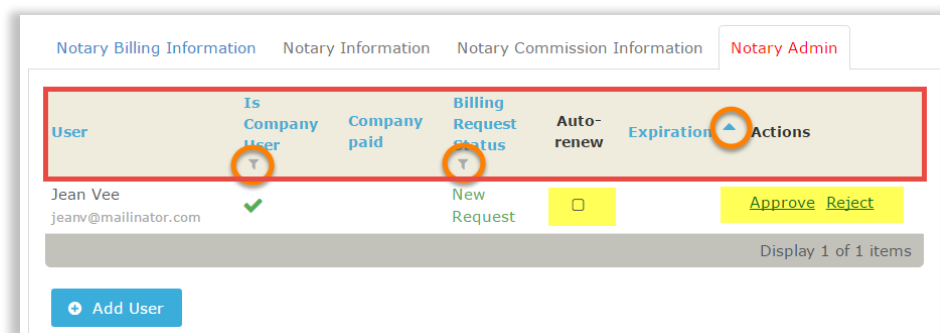 Notary Billing Information Notary Information Notary Commission Information Notary Admin
User Is Company User Company paid Billing Request Status Auto-renew Expiration Actions
Jean Vee New Request Approve Reject
jeanv@mailinator.com
Display 1 of 1 items
Add User